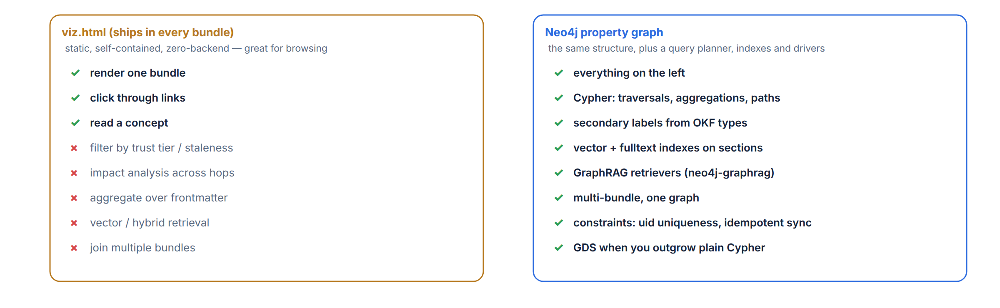 viz.html (ships in every bundle)
static, self-contained, zero-backend — great for browsing
✔ render one bundle
✔ click through links
✔ read a concept
✖ filter by trust tier / staleness
✖ impact analysis across hops
✖ aggregate over frontmatter
✖ vector / hybrid retrieval
✖ join multiple bundles
Neo4j property graph
the same structure, plus a query planner, indexes and drivers
✔ everything on the left
✔ Cypher: traversals, aggregations, paths
✔ secondary labels from OKF types
✔ vector + fulltext indexes on sections
✔ GraphRAG retrievers (neo4j-graphrag)
✔ multi-bundle, one graph
✔ constraints: uid uniqueness, idempotent sync
✔ GDS when you outgrow plain Cypher